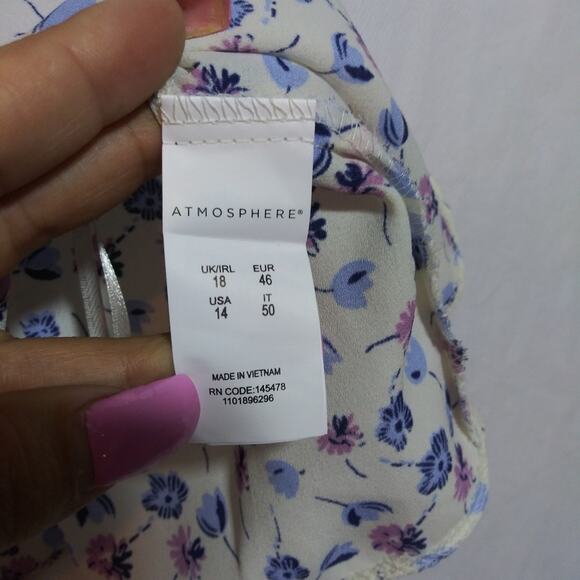 ATMOSPHERE®
UK/IRL EUR
18 46
USA IT
14 50
MADE IN VIETNAM
RN CODE:145478
1101896296